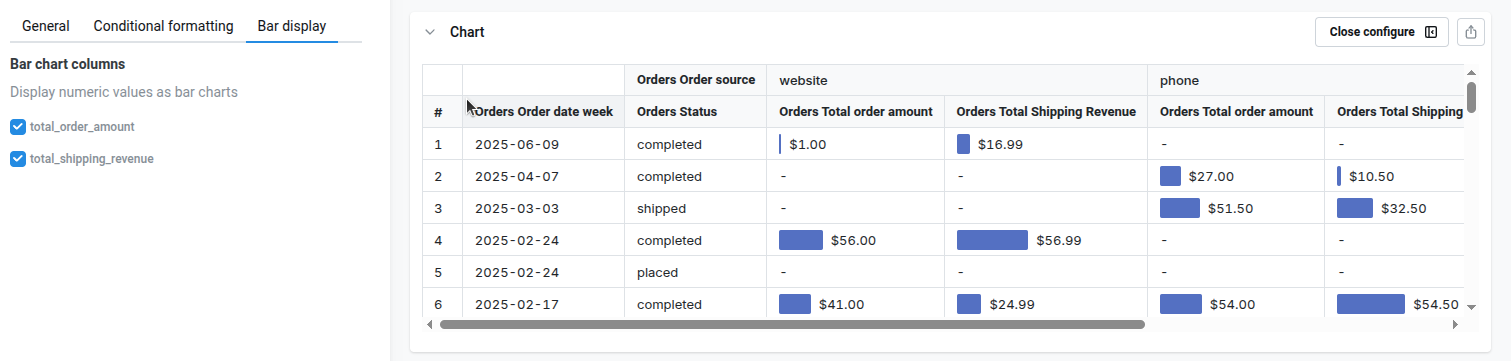 General Conditional formatting Bar display
Bar chart columns
Display numeric values as bar charts
total_order_amount
total_shipping_revenue
Chart Close configure
Orders Order source website phone
# Orders Order date week Orders Status Orders Total order amount Orders Total Shipping Revenue Orders Total order amount Orders Total Shipping
1 2025-06-09 completed $1.00 $16.99 - -
2 2025-04-07 completed - - $27.00 $10.50
3 2025-03-03 shipped - - $51.50 $32.50
4 2025-02-24 completed $56.00 $56.99 - -
5 2025-02-24 placed - - - -
6 2025-02-17 completed $41.00 $24.99 $54.00 $54.50